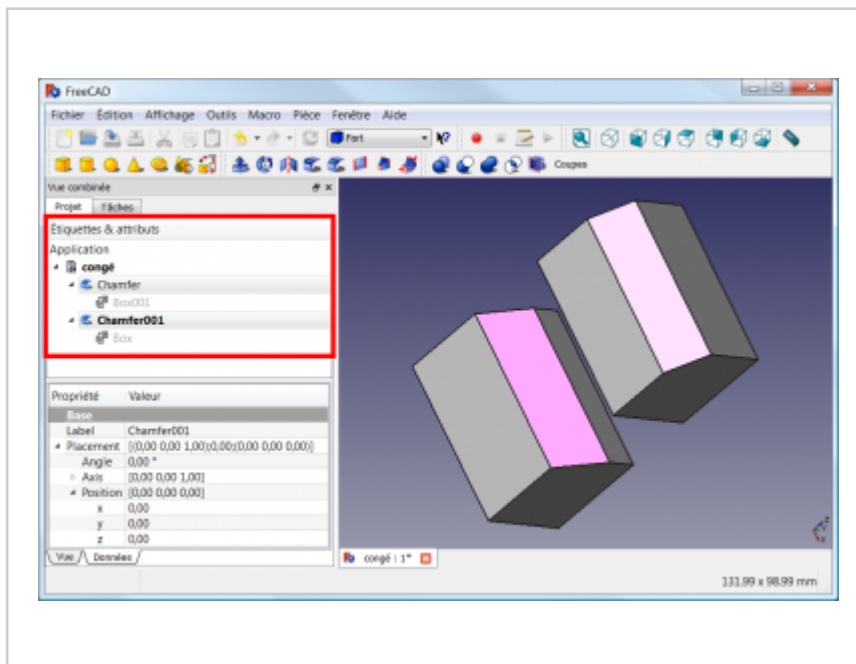 FreeCAD
Fichier Édition Affichage Outils Macro Pièce Fenêtre Aide
Part
Coupes
Vue combinée
Projet Tâches
Étiquettes & attributs
Application
congé
Chamfer
Box001
Chamfer001
Box
Propriété Valeur
Base
Label Chamfer001
Placement [(0,00 0,00 1,00);0,00;(0,00 0,00 0,00)]
Angle 0,00 °
Axis [0,00 0,00 1,00]
Position [0,00 0,00 0,00]
x 0,00
y 0,00
z 0,00
Vue Données
congé : 1*
131.99 x 98.99 mm